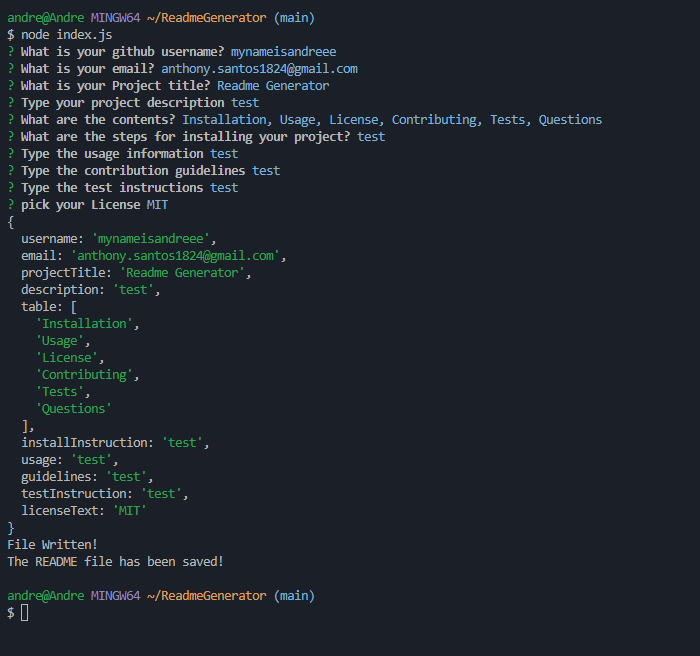 andre@Andre MINGW64 ~/ReadmeGenerator (main)
$ node index.js
? What is your github username? mynameisandreee
? What is your email? anthony.santos1824@gmail.com
? What is your Project title? Readme Generator
? Type your project description test
? What are the contents? Installation, Usage, License, Contributing, Tests, Questions
? What are the steps for installing your project? test
? Type the usage information test
? Type the contribution guidelines test
? Type the test instructions test
? pick your License MIT
{
  username: 'mynameisandreee',
  email: 'anthony.santos1824@gmail.com',
  projectTitle: 'Readme Generator',
  description: 'test',
  table: [
    'Installation',
    'Usage',
    'License',
    'Contributing',
    'Tests',
    'Questions'
  ],
  installInstruction: 'test',
  usage: 'test',
  guidelines: 'test',
  testInstruction: 'test',
  licenseText: 'MIT'
}
File Written!
The README file has been saved!
andre@Andre MINGW64 ~/ReadmeGenerator (main)
$